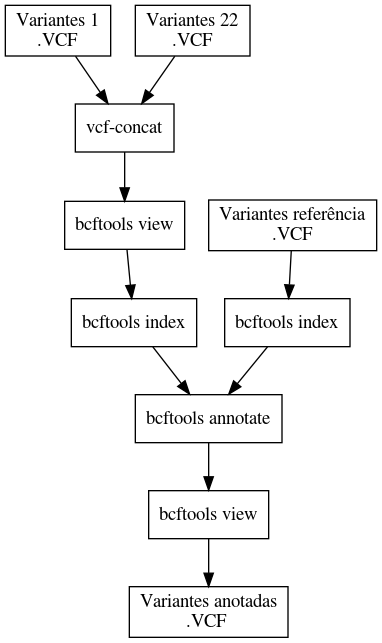 Variantes 1
.VCF
Variantes 22
.VCF
vcf-concat
bcftools view
Variantes referência
.VCF
bcftools index
bcftools index
bcftools annotate
bcftools view
Variantes anotadas
.VCF